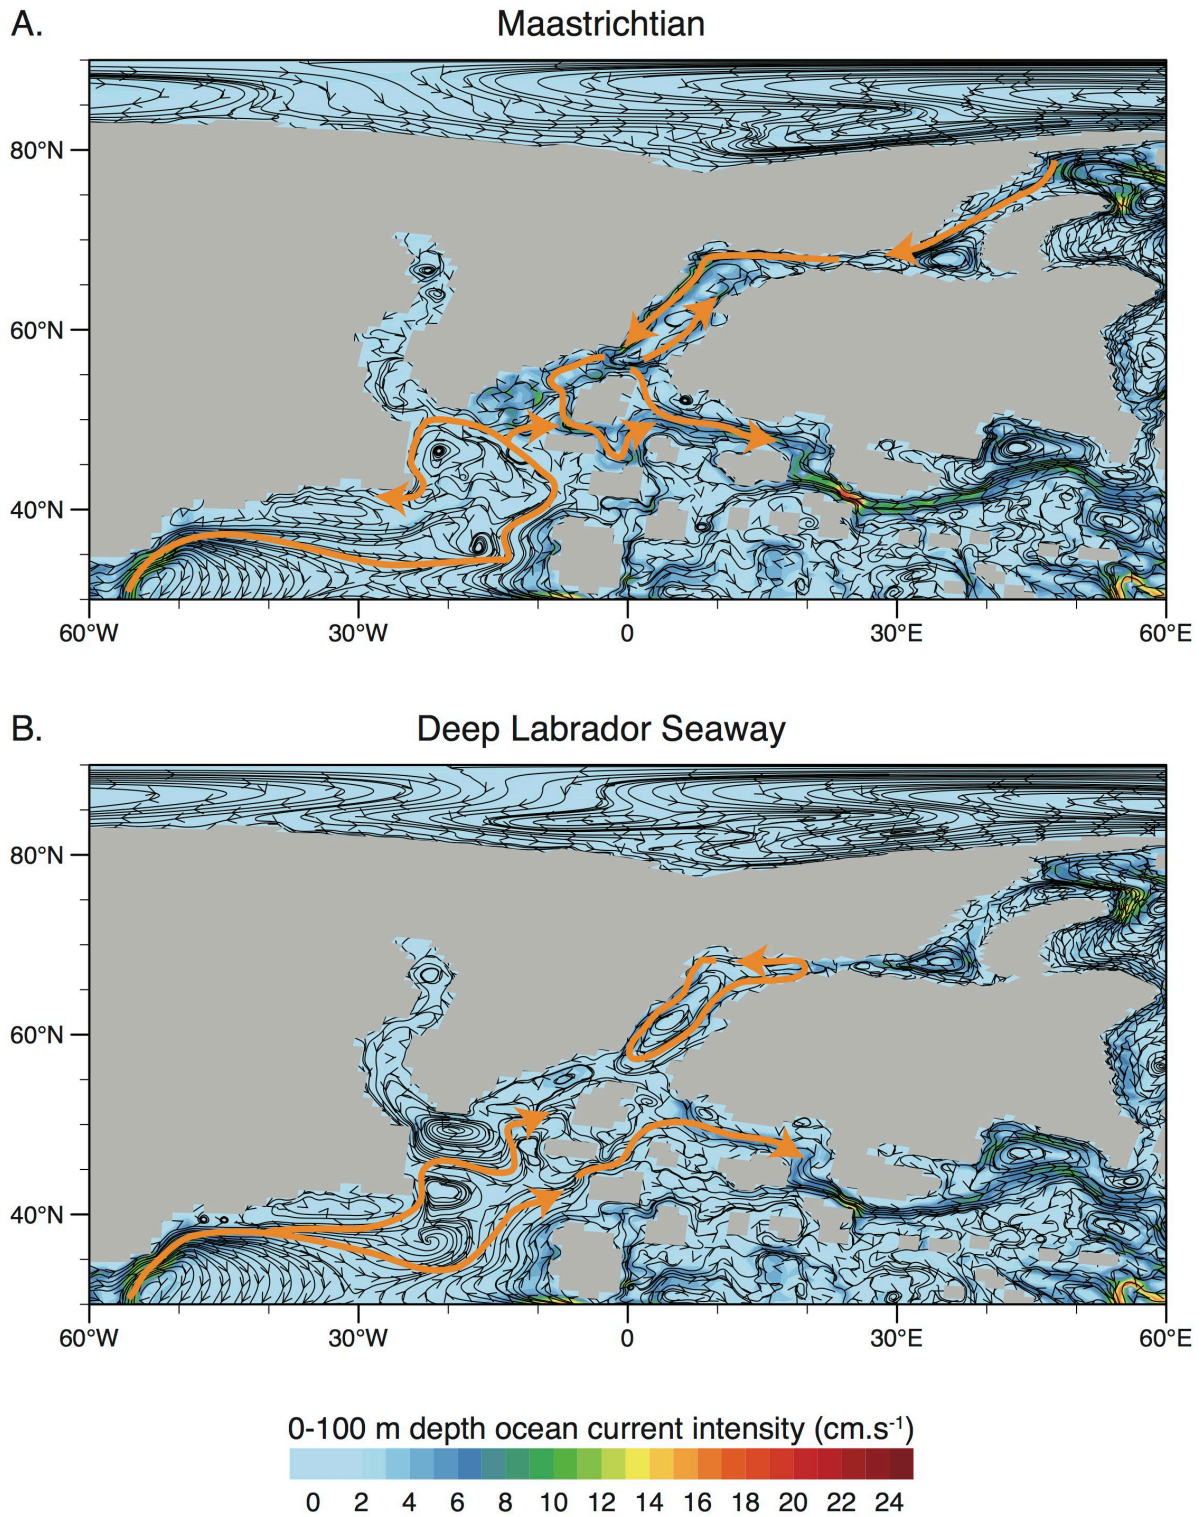 A.
Maastrichtian
80°N
60°N
40°N
60°W 30°W 0 30°E 60°E
B.
Deep Labrador Seaway
80°N
60°N
40°N
60°W 30°W 0 30°E 60°E
0-100 m depth ocean current intensity (cm.s-1)
0 2 4 6 8 10 12 14 16 18 20 22 24